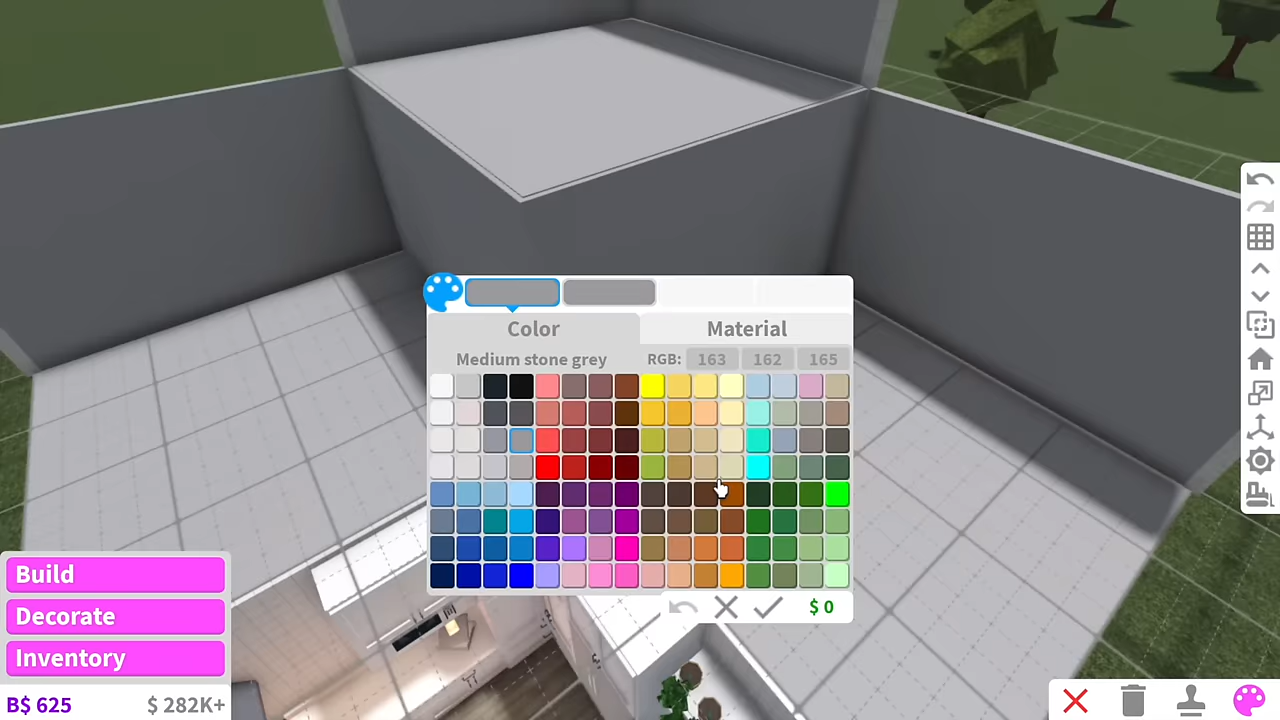 Color
Material
Medium stone grey
RGB: 163 162 165
$ 0
Build
Decorate
Inventory
B$ 625
$ 282K+